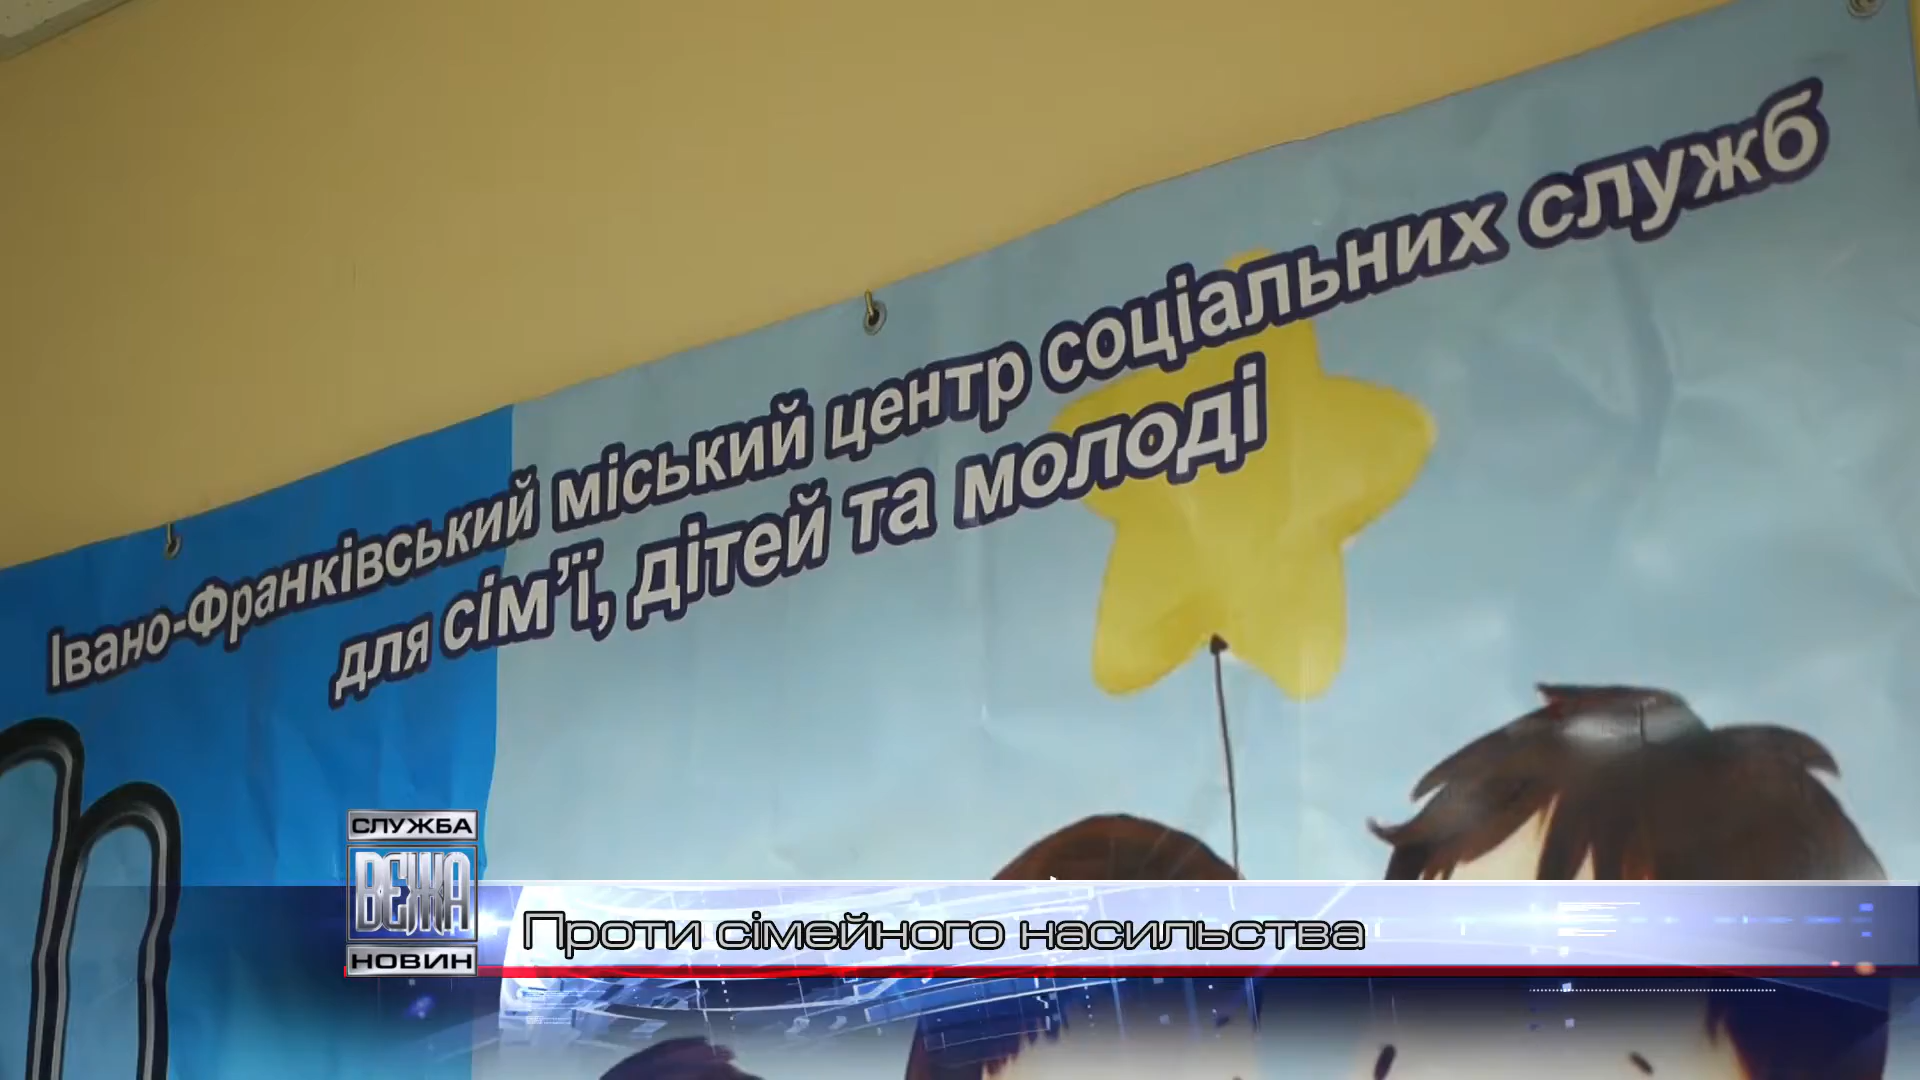 Івано-Франківський міський центр соціальних служб
для сім’ї, дітей та молоді
СЛУЖБА
ВЕЖА
НОВИН
Проти сімейного насильства